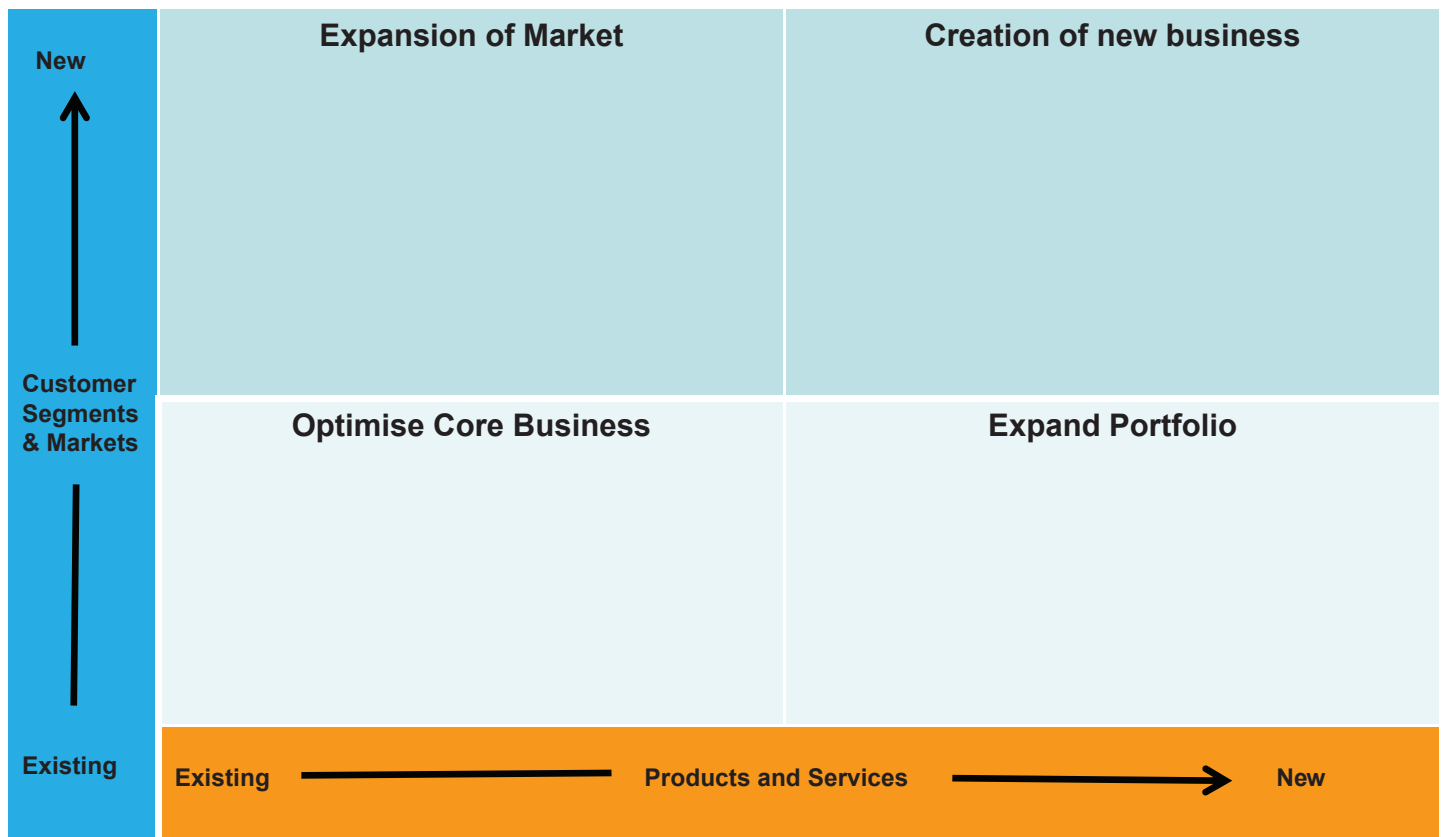 Expansion of Market
Creation of new business
New
Customer
Segments
& Markets
Optimise Core Business
Expand Portfolio
Existing
Existing
Products and Services
New